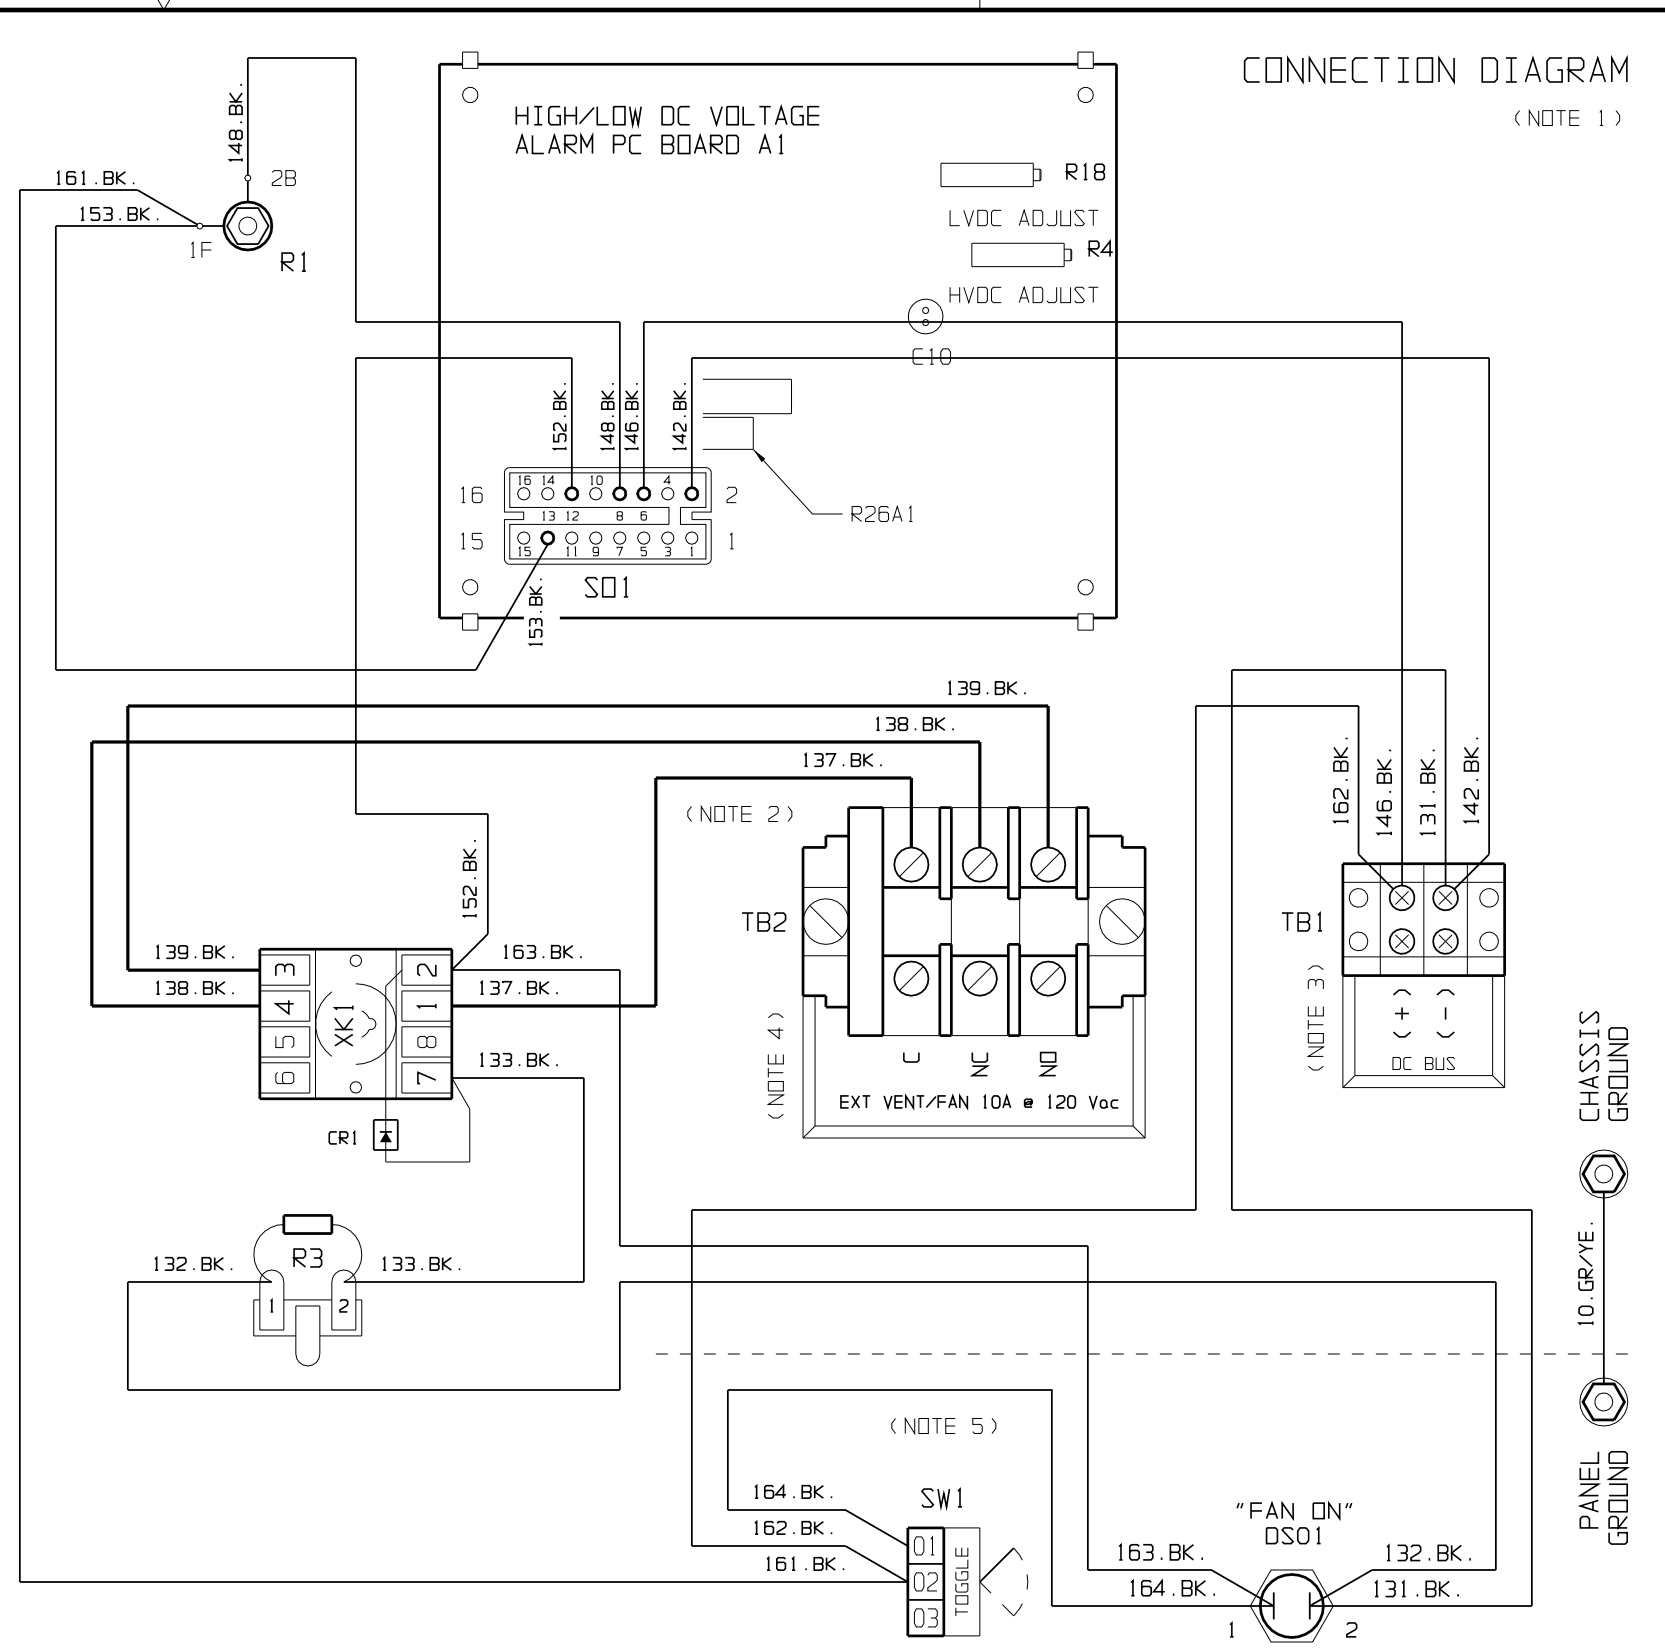 CONNECTION DIAGRAM
(NOTE 1)
HIGH/LOW DC VOLTAGE
ALARM PC BOARD A1
148.BK.
161.BK.
2B
153.BK.
1F
R1
R18
LVDC ADJUST
R4
HVDC ADJUST
E10
152.BK.
148.BK.
146.BK.
142.BK.
16 14 10 4
16
2
13 12 8 6
R26A1
15
1
15 11 9 7 5 3 1
SO1
153.BK.
139.BK.
138.BK.
137.BK.
(NOTE 2)
162.BK.
146.BK.
131.BK.
142.BK.
152.BK.
TB2
TB1
139.BK.
163.BK.
138.BK.
137.BK.
3
4
5
6
XK1
2
1
8
7
133.BK.
(NOTE 4)
C
NC
NO
EXT VENT/FAN 10A @ 120 Vac
(NOTE 3)
(+)
(-)
DC BUS
CHASSIS
GROUND
CR1
R3
132.BK.
133.BK.
1
2
10.GR/YE.
(NOTE 5)
PANEL
GROUND
164.BK.
SW1
162.BK.
161.BK.
01
02
03
TOGGLE
"FAN ON"
DSO1
163.BK.
132.BK.
164.BK.
131.BK.
1
2